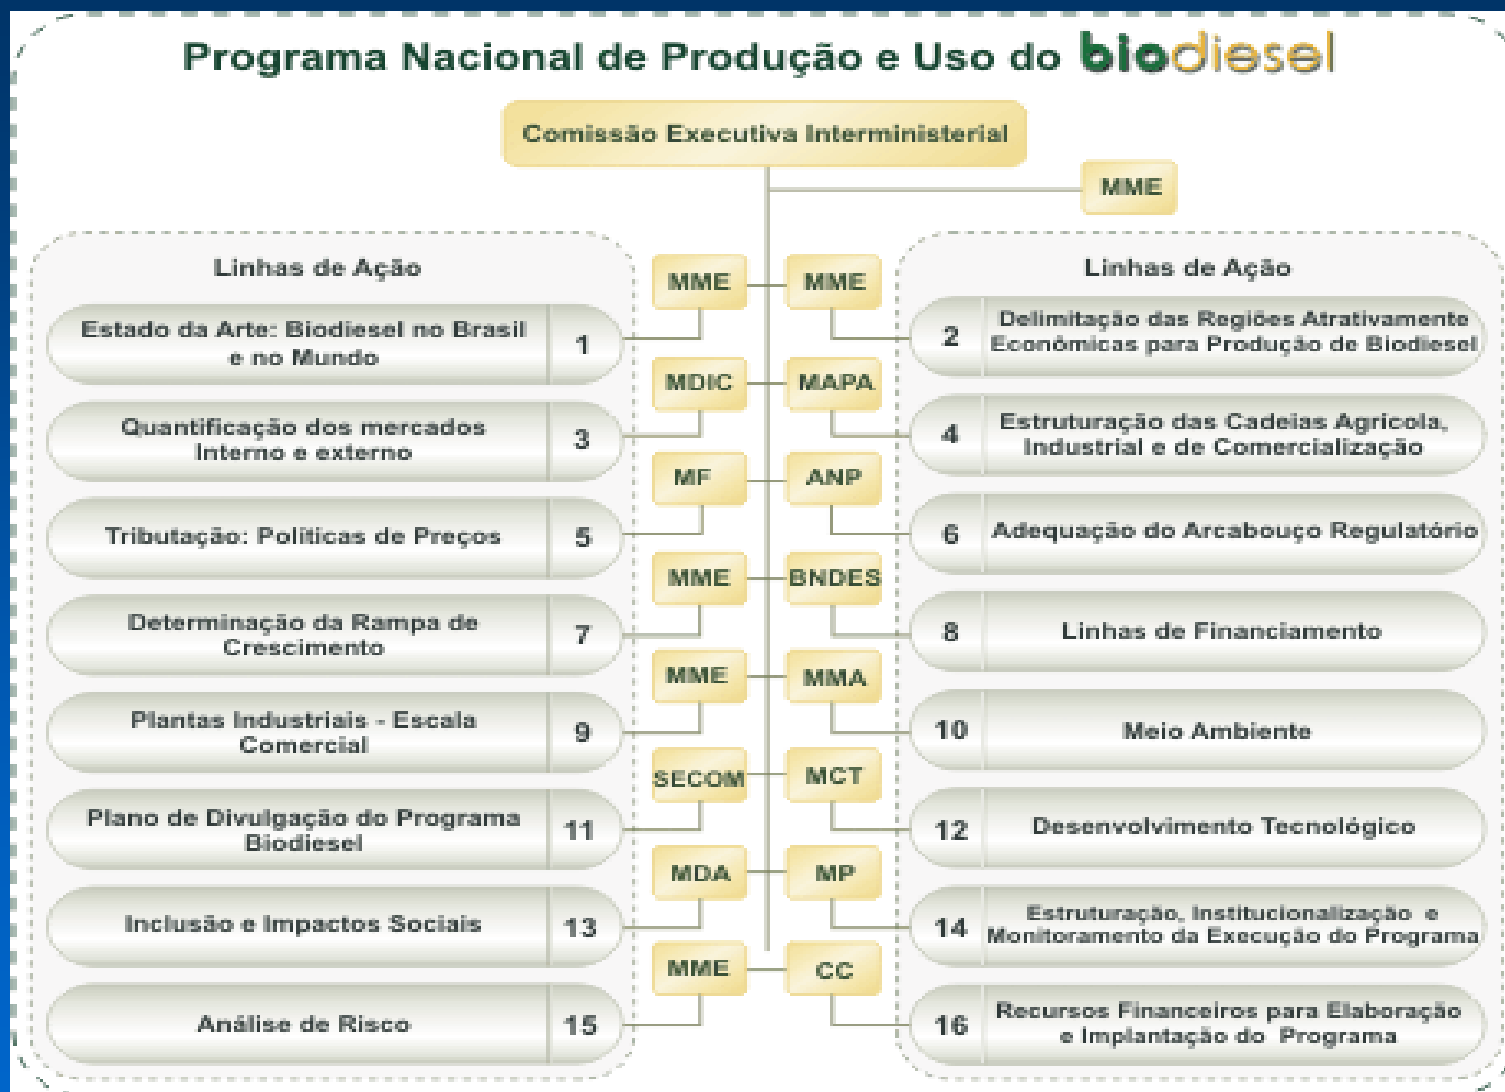 Programa Nacional de Produção e Uso do biodiesel
Comissão Executiva Interministerial
MME
Linhas de Ação
MME
Estado da Arte: Biodiesel no Brasil
e no Mundo
1
MDIC
Quantificação dos mercados
Interno e externo
3
MF
Tributação: Políticas de Preços
5
MME
Determinação da Rampa de
Crescimento
7
MME
Plantas Industriais - Escala
Comercial
9
SECOM
Plano de Divulgação do Programa
Biodiesel
11
MDA
Inclusão e Impactos Sociais
13
MME
Análise de Risco
15
Linhas de Ação
MME
2
Delimitação das Regiões Atrativamente
Econômicas para Produção de Biodiesel
MAPA
4
Estruturação das Cadeias Agrícola,
Industrial e de Comercialização
ANP
6
Adequação do Arcabouço Regulatório
BNDES
8
Linhas de Financiamento
MMA
10
Meio Ambiente
MCT
12
Desenvolvimento Tecnológico
MP
14
Estruturação, Institucionalização e
Monitoramento da Execução do Programa
CC
16
Recursos Financeiros para Elaboração
e Implantação do Programa